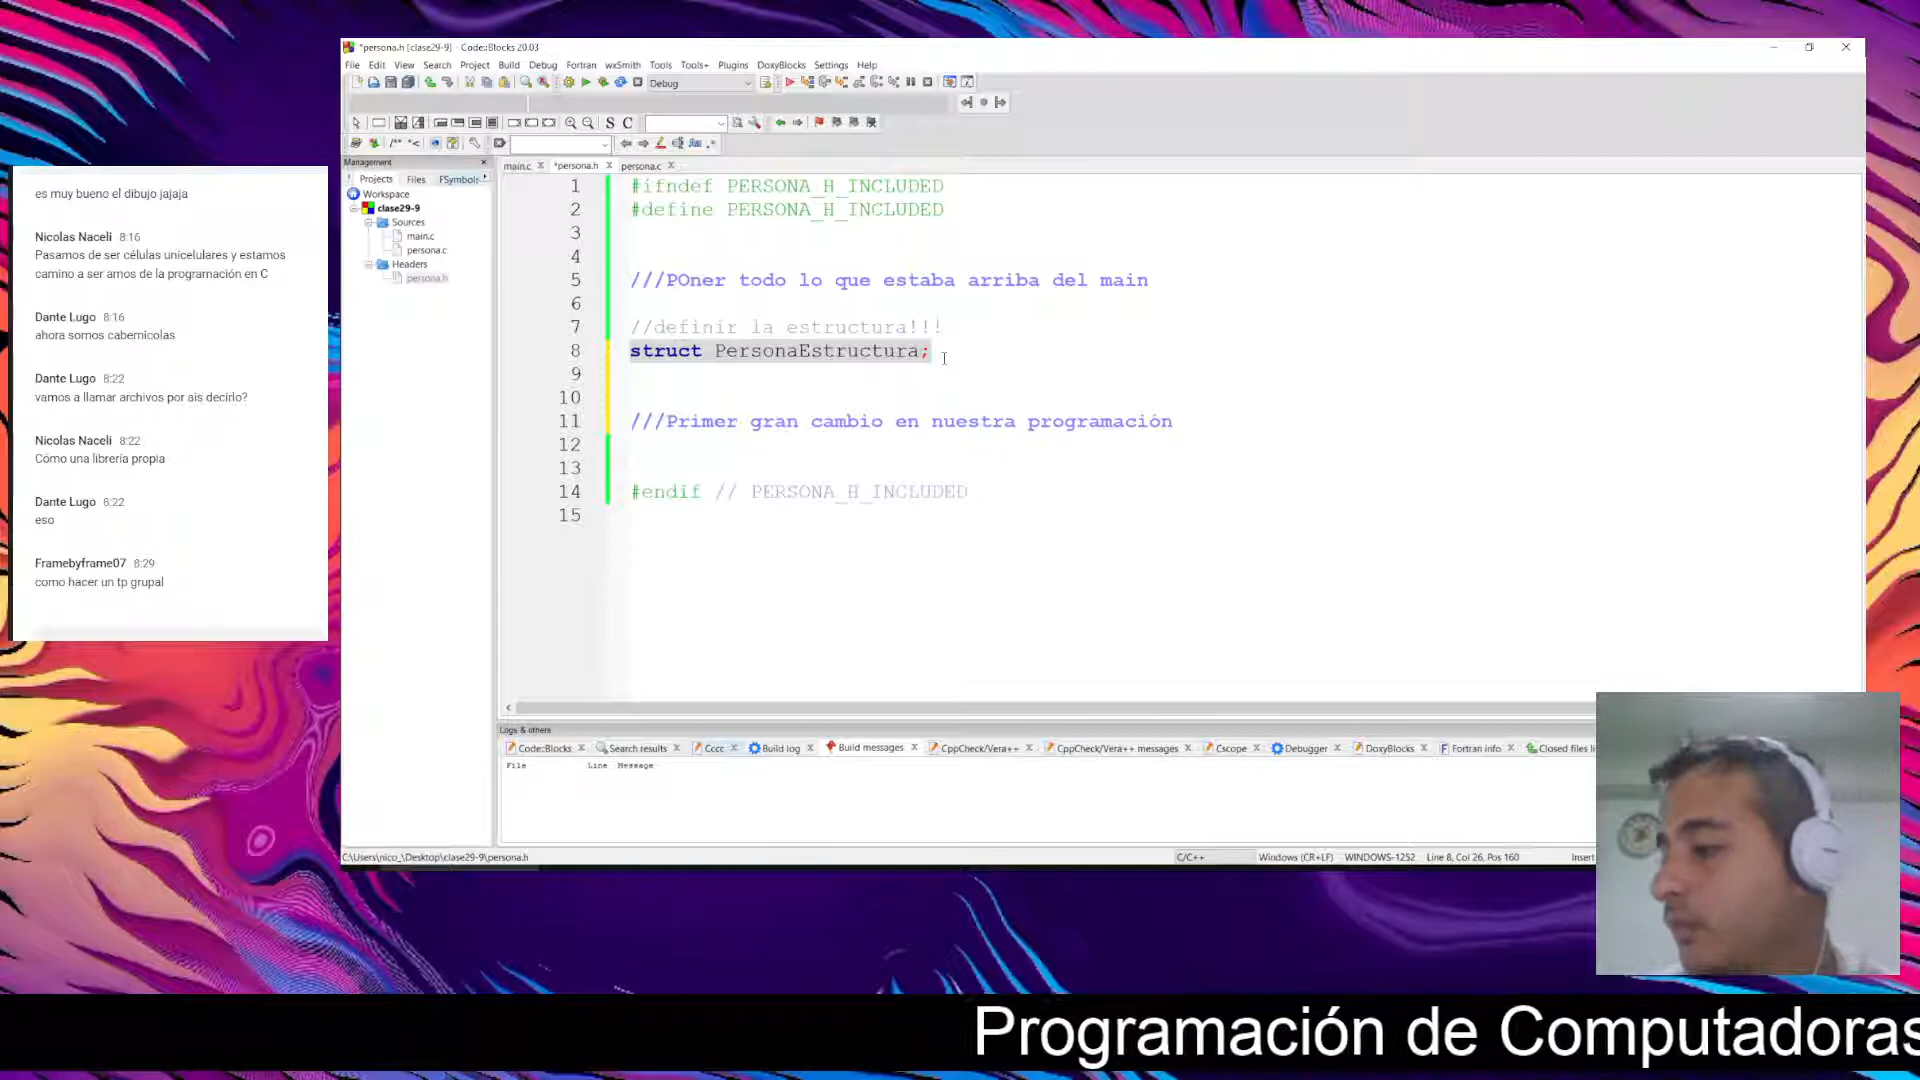 *persona.h [clase29-9] - Code::Blocks 20.03
File Edit View Search Project Build Debug Fortran wxSmith Tools Tools+ Plugins DoxyBlocks Settings Help
Debug
S C
/** *<
Management
Projects Files FSymbols
Workspace
clase29-9
Sources
main.c
persona.c
Headers
persona.h
main.c *persona.h persona.c
1 #ifndef PERSONA_H_INCLUDED
2 #define PERSONA_H_INCLUDED
3
4
5 ///POner todo lo que estaba arriba del main
6
7 //definir la estructura!!!
8 struct PersonaEstructura;
9
10
11 ///Primer gran cambio en nuestra programación
12
13
14 #endif // PERSONA_H_INCLUDED
15
es muy bueno el dibujo jajaja
Nicolas Naceli 8:16
Pasamos de ser células unicelulares y estamos
camino a ser amos de la programación en C
Dante Lugo 8:16
ahora somos cabernicolas
Dante Lugo 8:22
vamos a llamar archivos por ais decirlo?
Nicolas Naceli 8:22
Cómo una librería propia
Dante Lugo 8:22
eso
Framebyframe07 8:29
como hacer un tp grupal
Logs & others
Code::Blocks Search results Cccc Build log Build messages CppCheck/Vera++ CppCheck/Vera++ messages Cscope Debugger DoxyBlocks Fortran info Closed files li
File Line Message
C:\Users\nico_\Desktop\clase29-9\persona.h C/C++ Windows (CR+LF) WINDOWS-1252 Line 8, Col 26, Pos 160 Insert
Programación de Computadoras